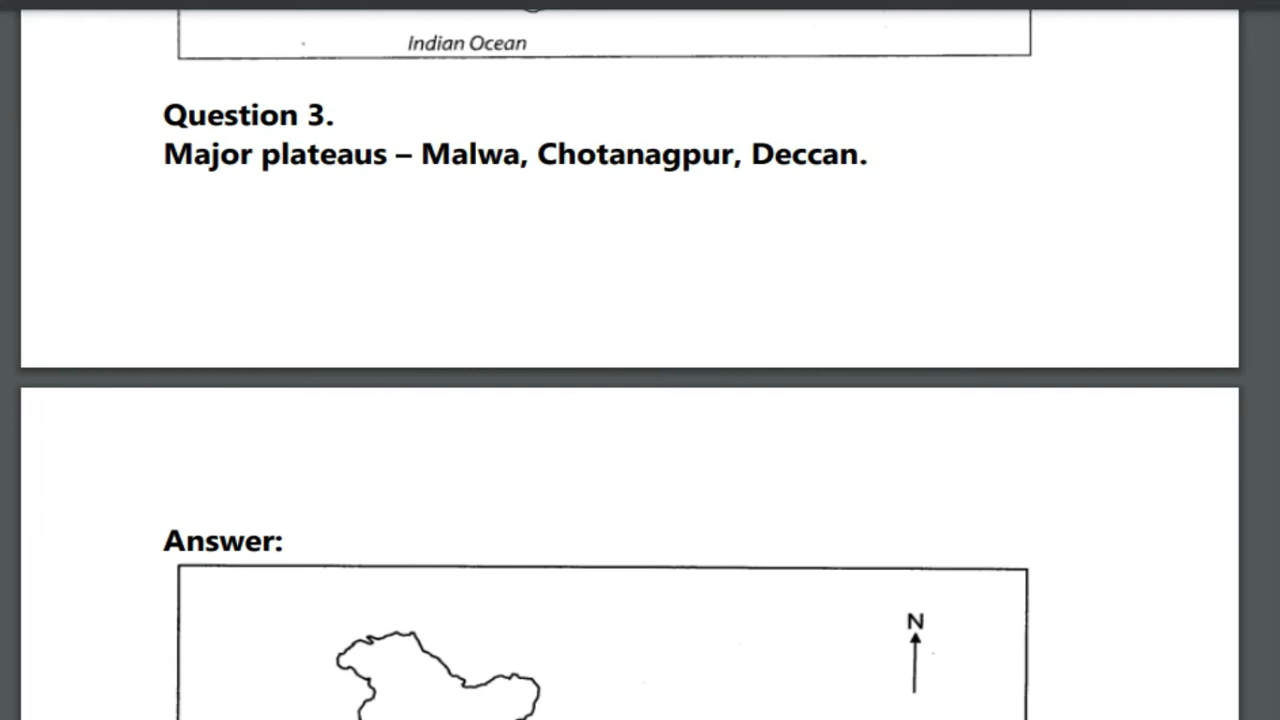 Indian Ocean
Question 3.
Major plateaus – Malwa, Chotanagpur, Deccan.
Answer:
N